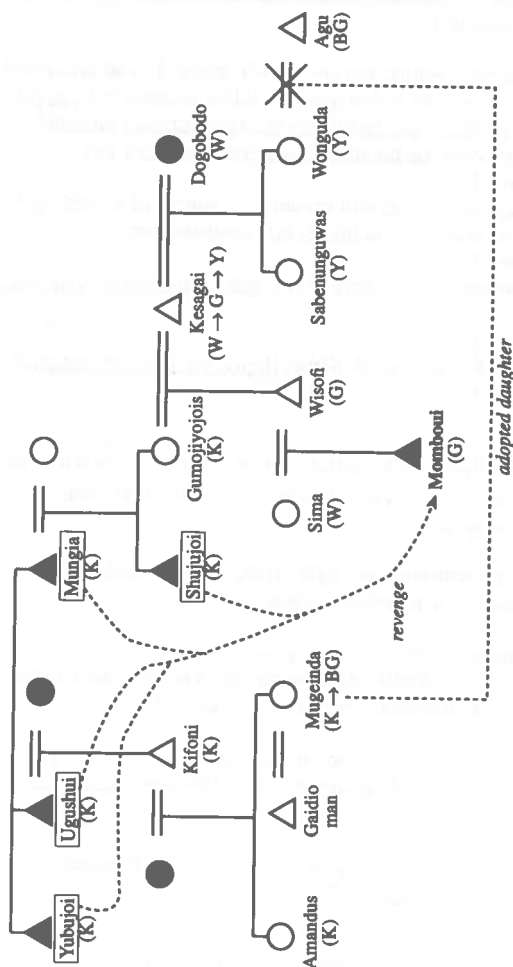 Yubujoi
(K)
Ugushui
(K)
Mungia
(K)
Kifoni
(K)
Shujujoi
(K)
Gumojiyojois
(K)
Kesagai
(W → G → Y)
Dogobodo
(W)
Amandus
(K)
Gaidio
man
Mugeinda
(K → BG)
Sima
(W)
Wisofi
(G)
Sabenunguwas
(Y)
Wonguda
(Y)
Agu
(BG)
revenge
Momboui
(G)
adopted daughter